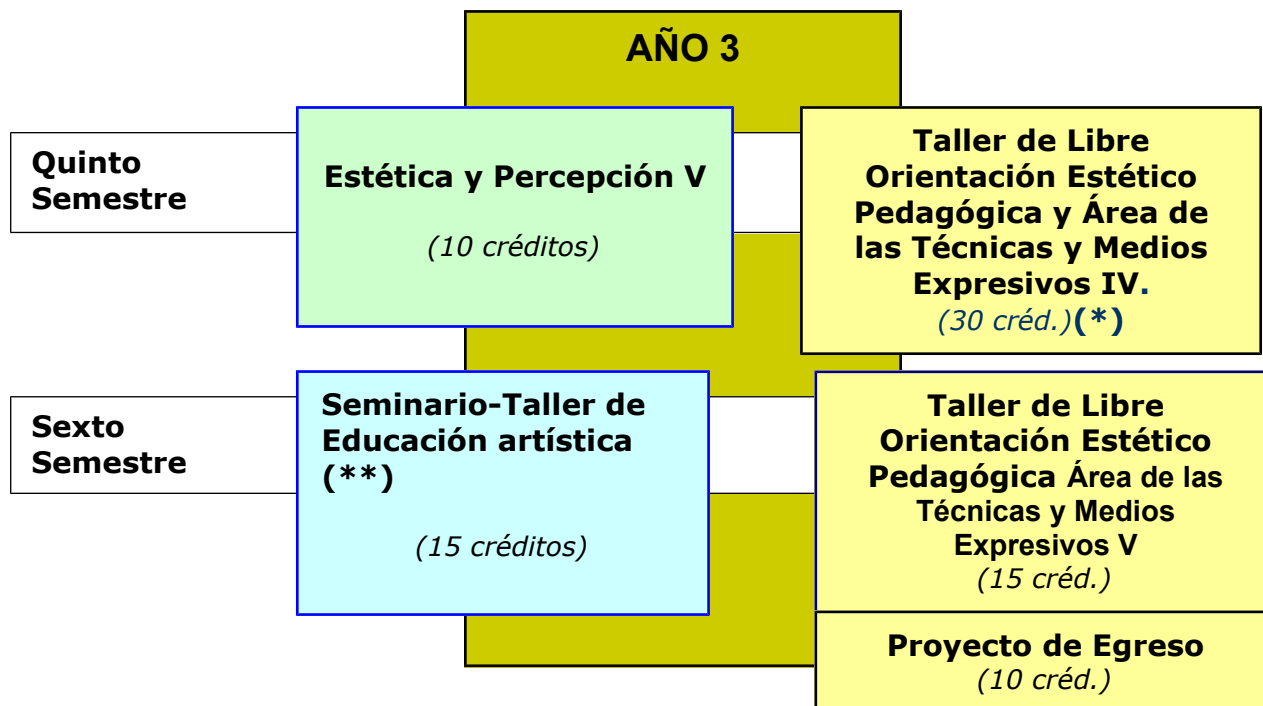 AÑO 3
Quinto
Semestre
Estética y Percepción V
(10 créditos)
Taller de Libre
Orientación Estético
Pedagógica y Área de
las Técnicas y Medios
Expresivos IV.
(30 créd.)(*)
Sexto
Semestre
Seminario-Taller de
Educación artística
(**)
(15 créditos)
Taller de Libre
Orientación Estético
Pedagógica Área de las
Técnicas y Medios
Expresivos V
(15 créd.)
Proyecto de Egreso
(10 créd.)